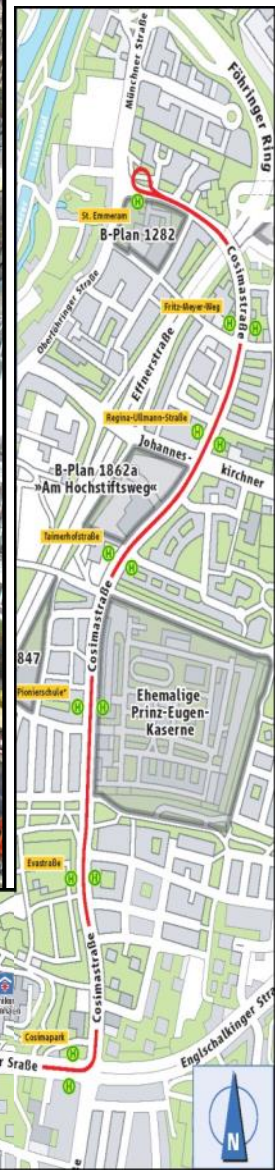 Münchner Straße
Föhringer Ring
St. Emmeram
B-Plan 1282
Cosimastraße
Oberföhringer Straße
Fritz-Meyer-Weg
Effnerstraße
Regina-Ullmann-Straße
Johannes-
kirchner
B-Plan 1862a
»Am Hochstiftsweg«
Taimerhofstraße
Cosimastraße
847
Pionierschule*
Ehemalige
Prinz-Eugen-
Kaserne
Evastraße
Cosimastraße
Cosimapark
r Sraße
Englschalkinger
N
H
H
H
H
H
H
H
H
H
H
H
H
H